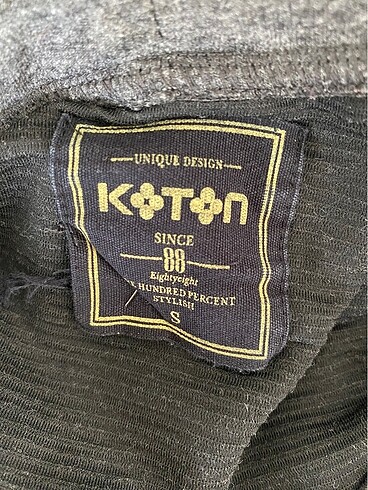 UNIQUE DESIGN
KOTON
SINCE
88
Eightyeight
HUNDRED PERCENT
STYLISH
S